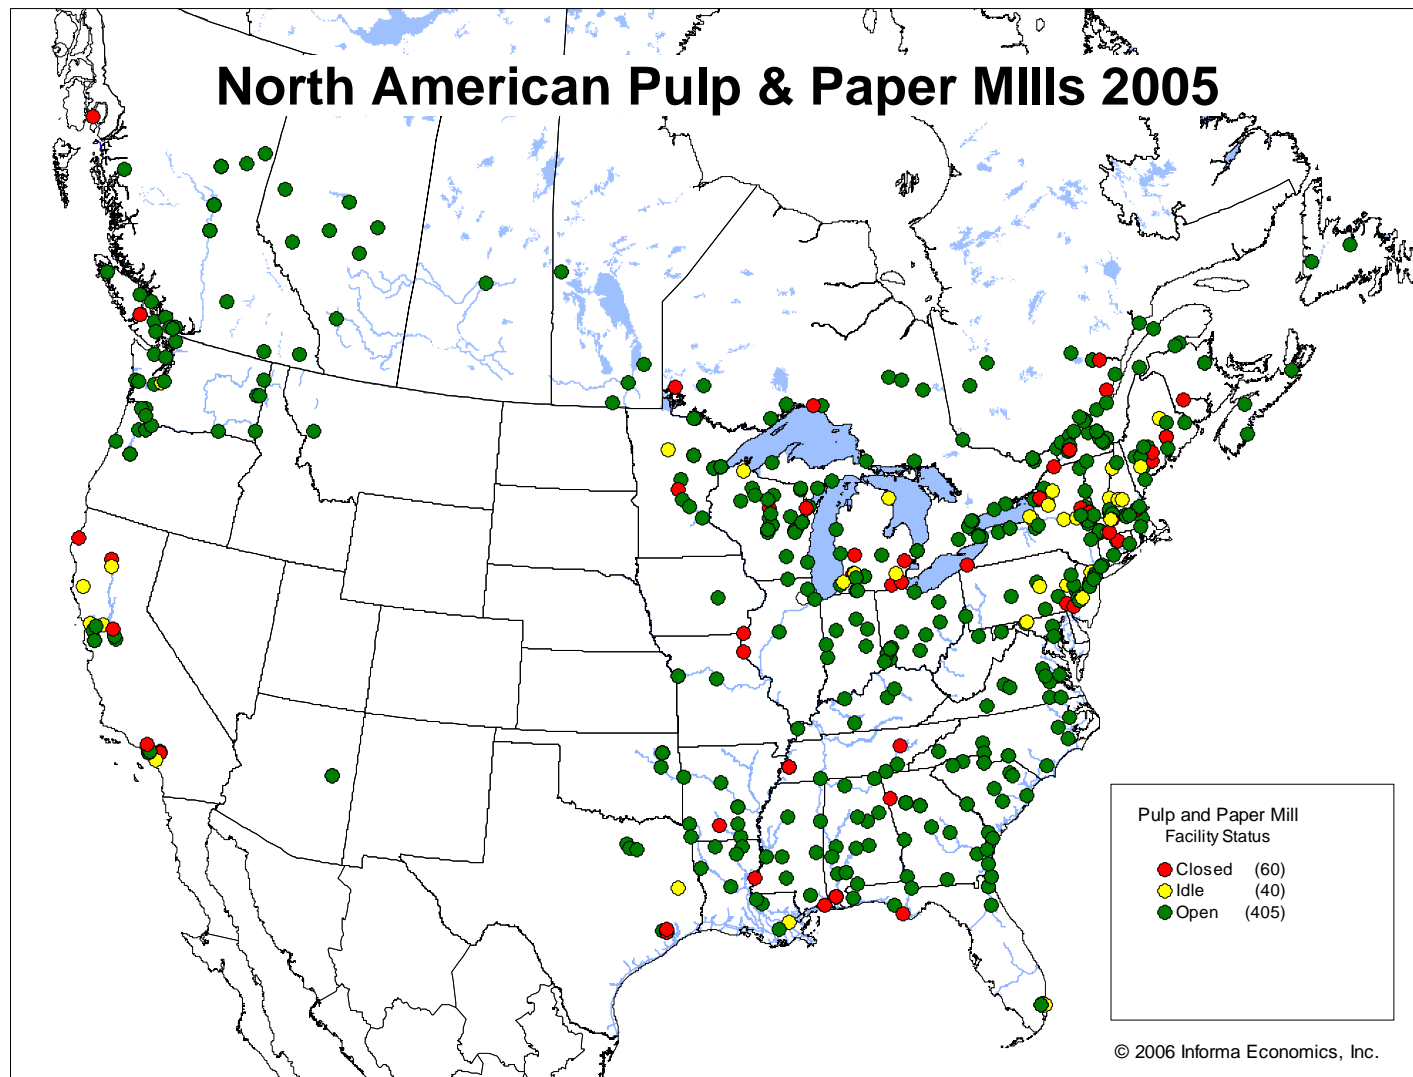 North American Pulp & Paper MIlls 2005
Pulp and Paper Mill
Facility Status
Closed (60)
Idle (40)
Open (405)
© 2006 Informa Economics, Inc.